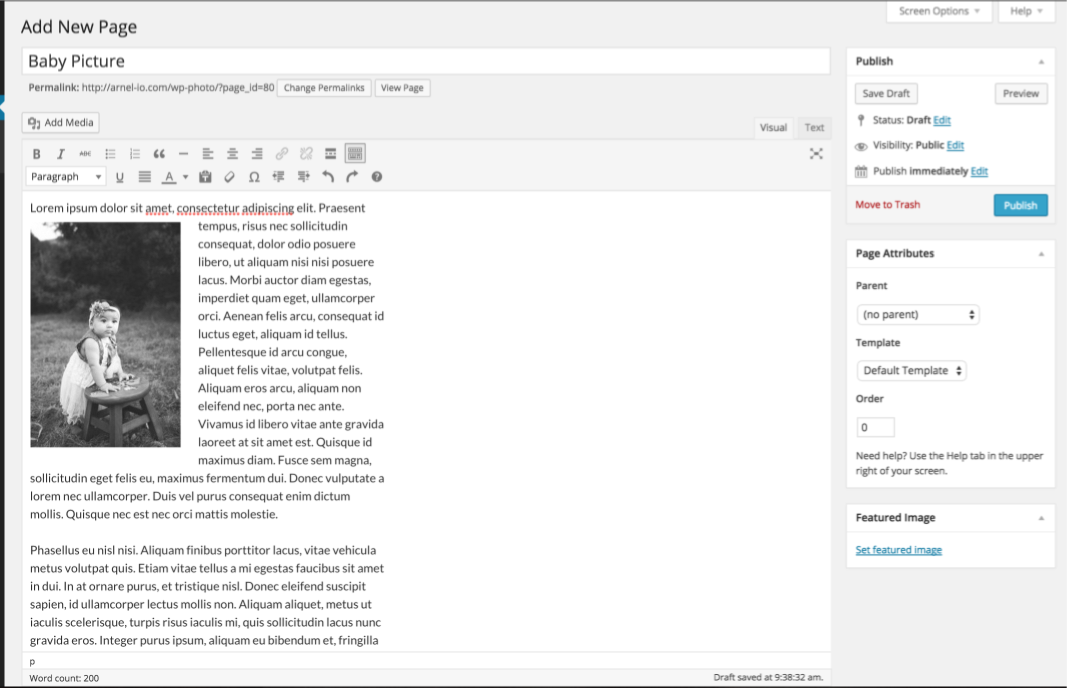 Screen Options ▼ Help ▼
Add New Page
Baby Picture
Permalink: http://arnel-io.com/wp-photo/?page_id=80 Change Permalinks View Page
Add Media
Visual Text
B I ABC
Paragraph ▼ U A ▼ Ω
Lorem ipsum dolor sit amet, consectetur adipiscing elit. Praesent
tempus, risus nec sollicitudin
consequat, dolor odio posuere
libero, ut aliquam nisi nisi posuere
lacus. Morbi auctor diam egestas,
imperdiet quam eget, ullamcorper
orci. Aenean felis arcu, consequat id
luctus eget, aliquam id tellus.
Pellentesque id arcu congue,
aliquet felis vitae, volutpat felis.
Aliquam eros arcu, aliquam non
eleifend nec, porta nec ante.
Vivamus id libero vitae ante gravida
laoreet at sit amet est. Quisque id
maximus diam. Fusce sem magna,
sollicitudin eget felis eu, maximus fermentum dui. Donec vulputate a
lorem nec ullamcorper. Duis vel purus consequat enim dictum
mollis. Quisque nec est nec orci mattis molestie.
Phasellus eu nisl nisi. Aliquam finibus porttitor lacus, vitae vehicula
metus volutpat quis. Etiam vitae tellus a mi egestas faucibus sit amet
in dui. In at ornare purus, et tristique nisl. Donec eleifend suscipit
sapien, id ullamcorper lectus mollis non. Aliquam aliquet, metus ut
iaculis scelerisque, turpis risus iaculis mi, quis sollicitudin lacus nunc
gravida eros. Integer purus ipsum, aliquam eu bibendum et, fringilla
p
Word count: 200 Draft saved at 9:38:32 am.
Publish
Save Draft Preview
Status: Draft Edit
Visibility: Public Edit
Publish immediately Edit
Move to Trash Publish
Page Attributes
Parent
(no parent)
Template
Default Template
Order
0
Need help? Use the Help tab in the upper
right of your screen.
Featured Image
Set featured image